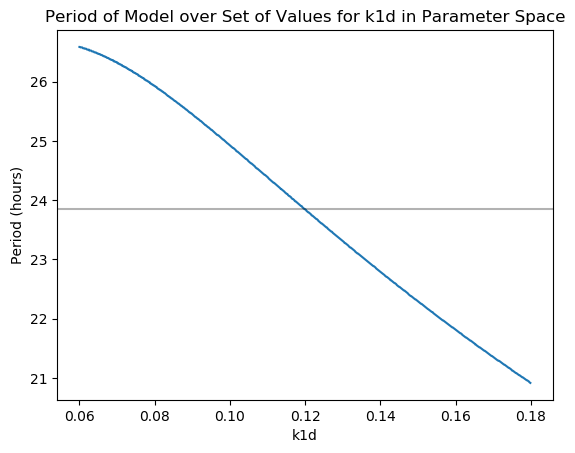 Period of Model over Set of Values for k1d in Parameter Space
26
25
24
23
22
21
Period (hours)
0.06 0.08 0.10 0.12 0.14 0.16 0.18
k1d